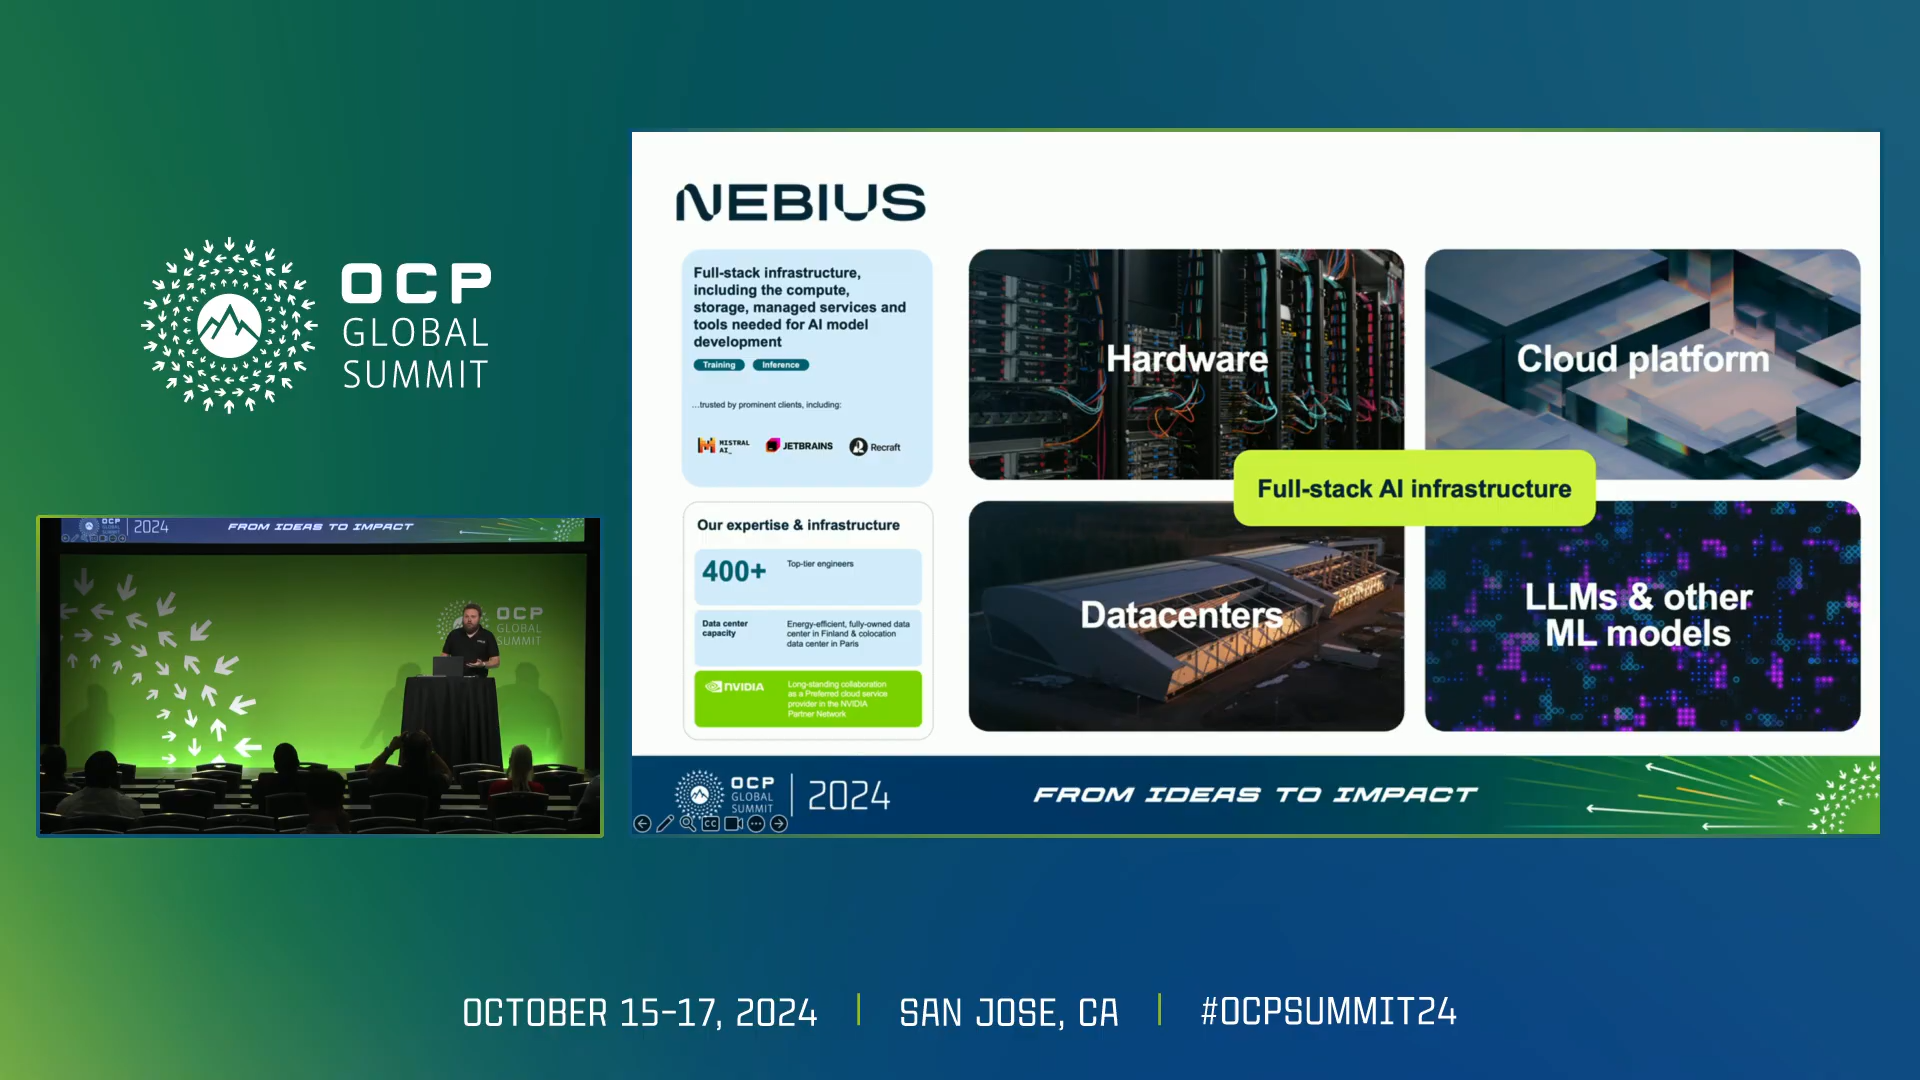 OCP
GLOBAL
SUMMIT
OCP
2024
FROM IDEAS TO IMPACT
OCP
GLOBAL
SUMMIT
NEBIUS
Full-stack infrastructure,
including the compute,
storage, managed services and
tools needed for AI model
development
Training
Inference
...trusted by prominent clients, including:
MISTRAL
AI_
JETBRAINS
Recraft
Our expertise & infrastructure
400+
Top-tier engineers
Data center
capacity
Energy-efficient, fully-owned data
center in Finland & colocation
data center in Paris
NVIDIA
Long-standing collaboration
as a Preferred cloud service
provider in the NVIDIA
Partner Network
Hardware
Cloud platform
Full-stack AI infrastructure
Datacenters
LLMs & other
ML models
OCP
GLOBAL
SUMMIT
2024
FROM IDEAS TO IMPACT
CC
OCTOBER 15-17, 2024
SAN JOSE, CA
#OCPSUMMIT24